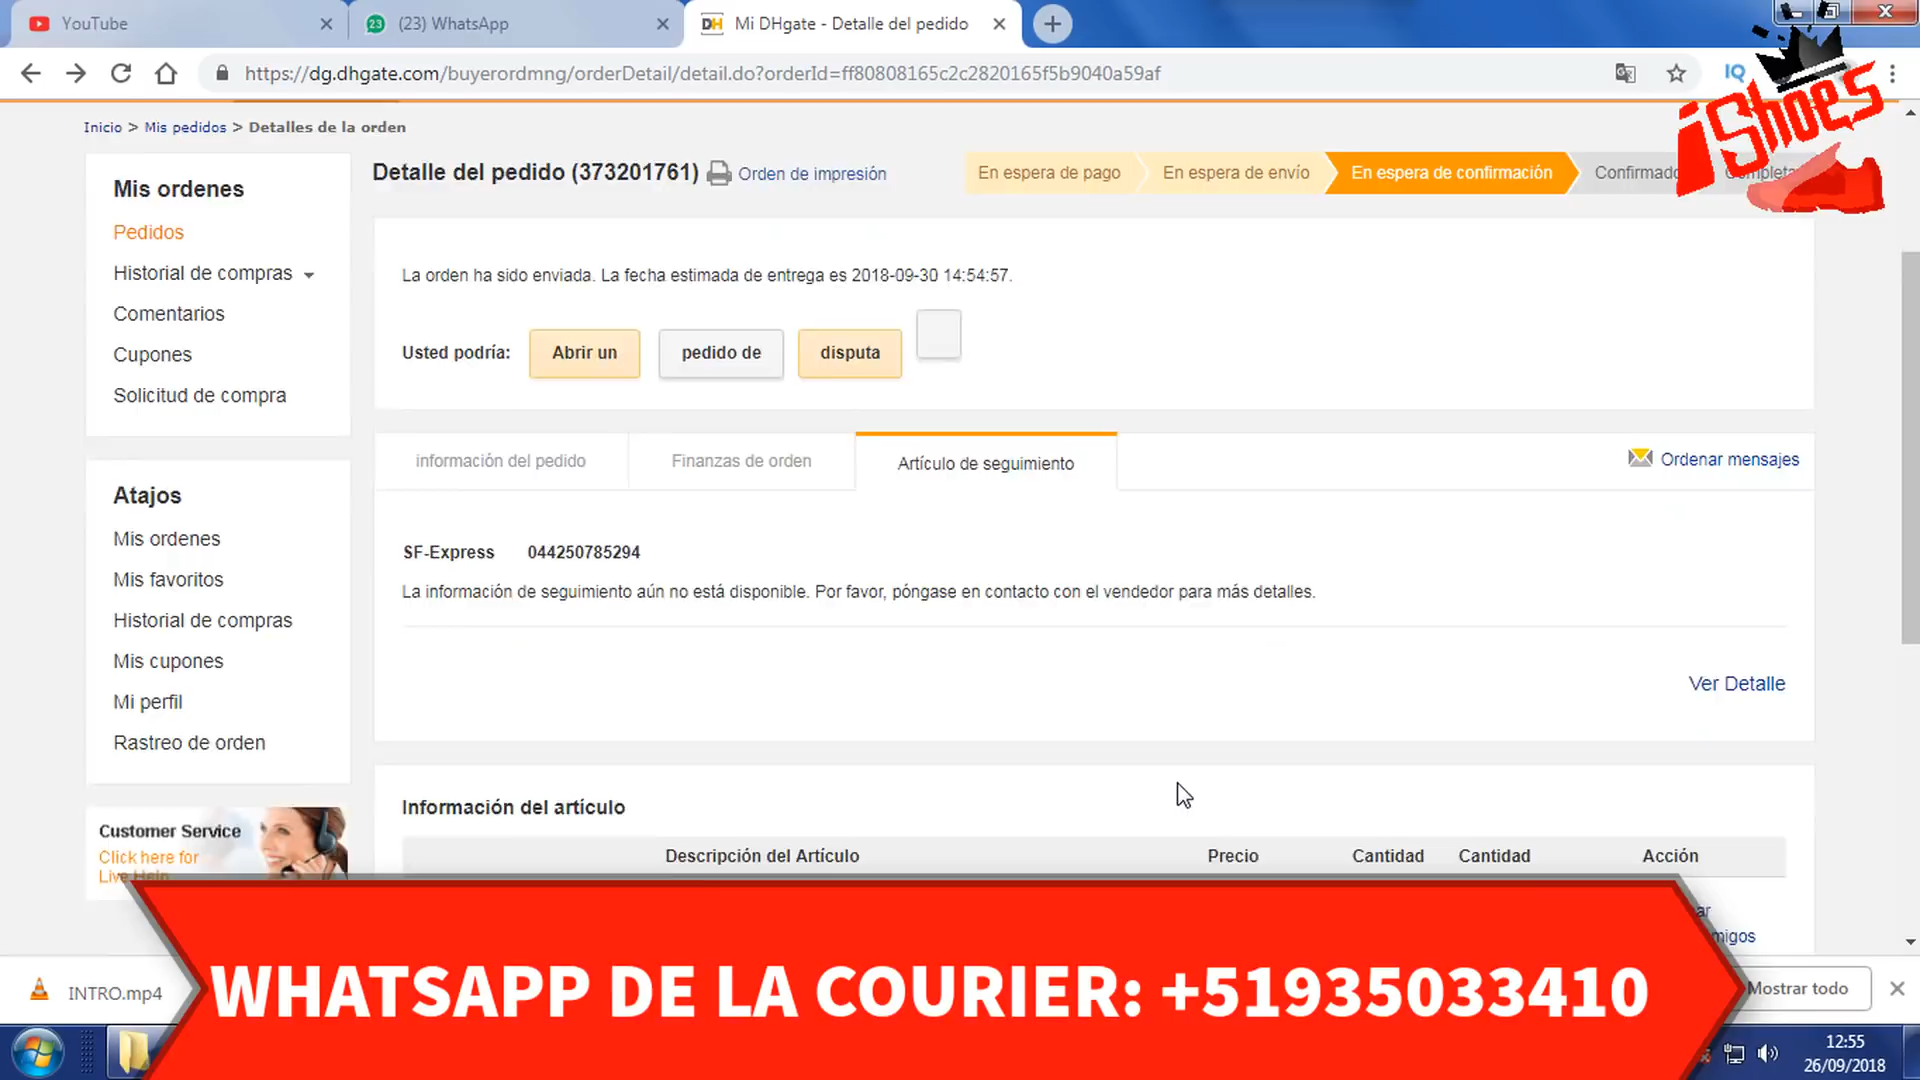 YouTube
(23) WhatsApp
DH Mi DHgate - Detalle del pedido
https://dg.dhgate.com/buyerordmng/orderDetail/detail.do?orderId=ff80808165c2c2820165f5b9040a59af
IQ
iShoes
Inicio > Mis pedidos > Detalles de la orden
Mis ordenes
Pedidos
Historial de compras
Comentarios
Cupones
Solicitud de compra
Detalle del pedido (373201761) Orden de impresión
En espera de pago
En espera de envío
En espera de confirmación
Confirmado
Completa
La orden ha sido enviada. La fecha estimada de entrega es 2018-09-30 14:54:57.
Usted podría: Abrir un pedido de disputa
información del pedido
Finanzas de orden
Artículo de seguimiento
Ordenar mensajes
Atajos
Mis ordenes
Mis favoritos
Historial de compras
Mis cupones
Mi perfil
Rastreo de orden
SF-Express 044250785294
La información de seguimiento aún no está disponible. Por favor, póngase en contacto con el vendedor para más detalles.
Ver Detalle
Customer Service
Click here for
Live Help
Información del artículo
Descripción del Artículo Precio Cantidad Cantidad Acción
ar
migos
INTRO.mp4
WHATSAPP DE LA COURIER: +51935033410
Mostrar todo
12:55
26/09/2018